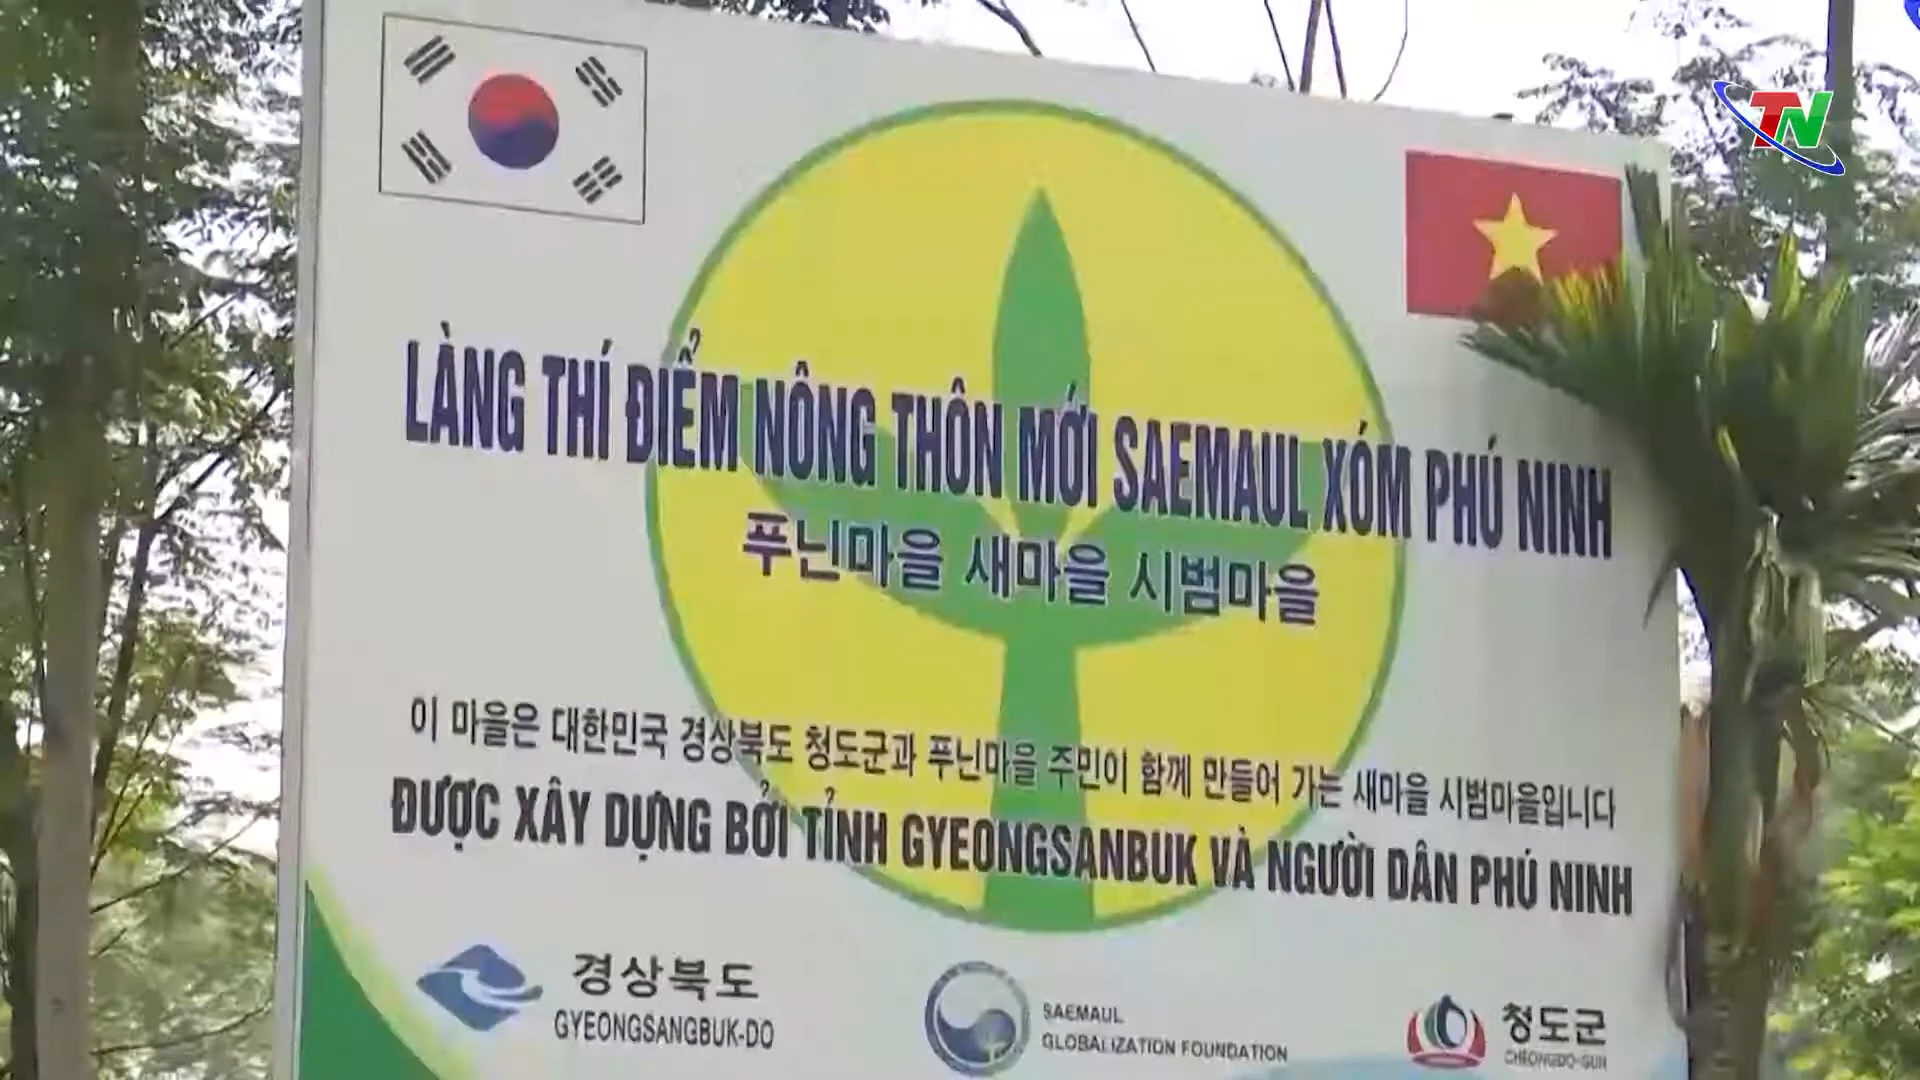 TN
LÀNG THÍ ĐIỂM NÔNG THÔN MỚI SAEMAUL XÓM PHÚ NINH
푸닌마을 새마을 시범마을
이 마을은 대한민국 경상북도 청도군과 푸닌마을 주민이 함께 만들어 가는 새마을 시범마을입니다
ĐƯỢC XÂY DỰNG BỞI TỈNH GYEONGSANBUK VÀ NGƯỜI DÂN PHÚ NINH
경상북도
GYEONGSANGBUK-DO
SAEMAUL
GLOBALIZATION FOUNDATION
청도군
CHEONGDO-GUN